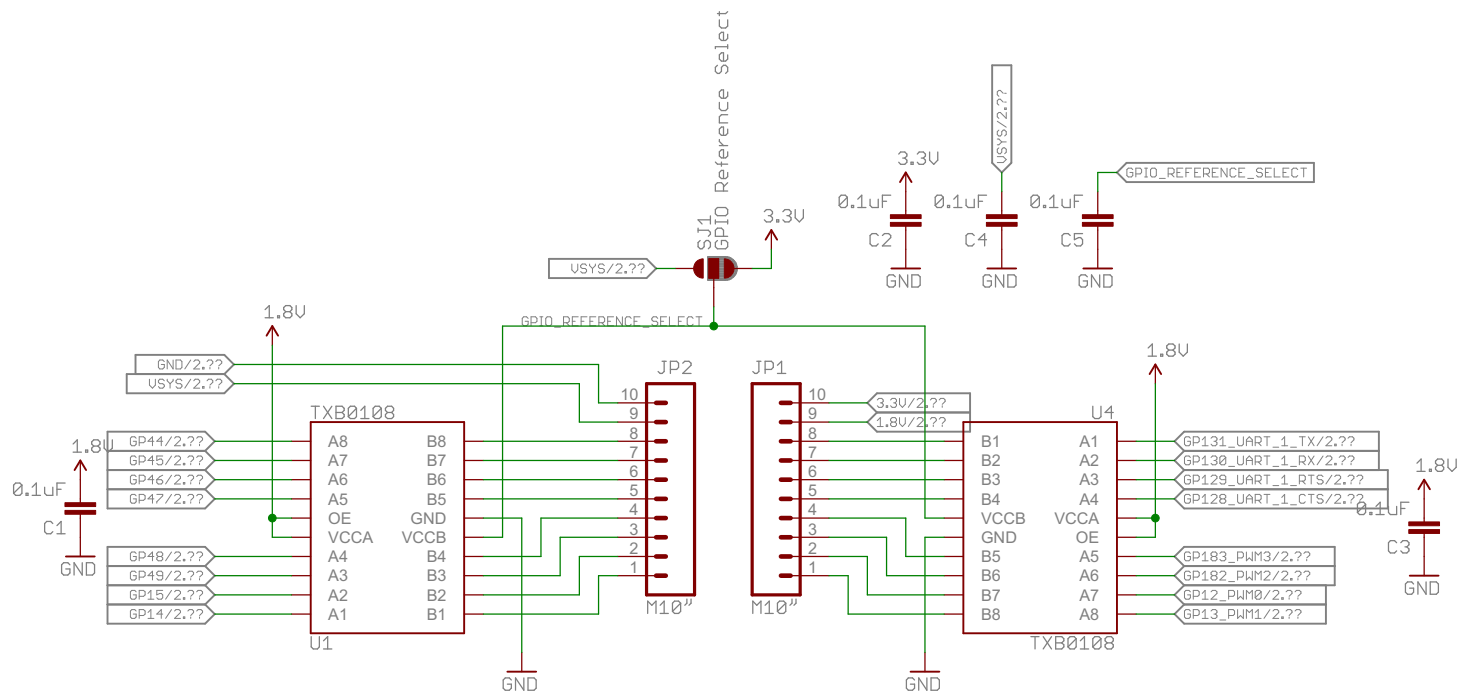 GPIO Reference Select
SJ1
3.3V
VSYS/2.??
GPIO_REFERENCE_SELECT
3.3V
0.1uF
C2
GND
VSYS/2.??
0.1uF
C4
GND
GPIO_REFERENCE_SELECT
0.1uF
C5
GND
1.8V
GND/2.??
VSYS/2.??
TXB0108
GP44/2.??
GP45/2.??
GP46/2.??
GP47/2.??
GP48/2.??
GP49/2.??
GP15/2.??
GP14/2.??
1.8V
0.1uF
C1
GND
A8 B8
A7 B7
A6 B6
A5 B5
OE GND
VCCA VCCB
A4 B4
A3 B3
A2 B2
A1 B1
U1
GND
JP2
10
9
8
7
6
5
4
3
2
1
M10"
JP1
10
9
8
7
6
5
4
3
2
1
M10"
3.3V/2.??
1.8V/2.??
U4
B1 A1
B2 A2
B3 A3
B4 A4
VCCB VCCA
GND OE
B5 A5
B6 A6
B7 A7
B8 A8
TXB0108
GND
1.8V
GP131_UART_1_TX/2.??
GP130_UART_1_RX/2.??
GP129_UART_1_RTS/2.??
GP128_UART_1_CTS/2.??
GP183_PWM3/2.??
GP182_PWM2/2.??
GP12_PWM0/2.??
GP13_PWM1/2.??
1.8V
0.1uF
C3
GND